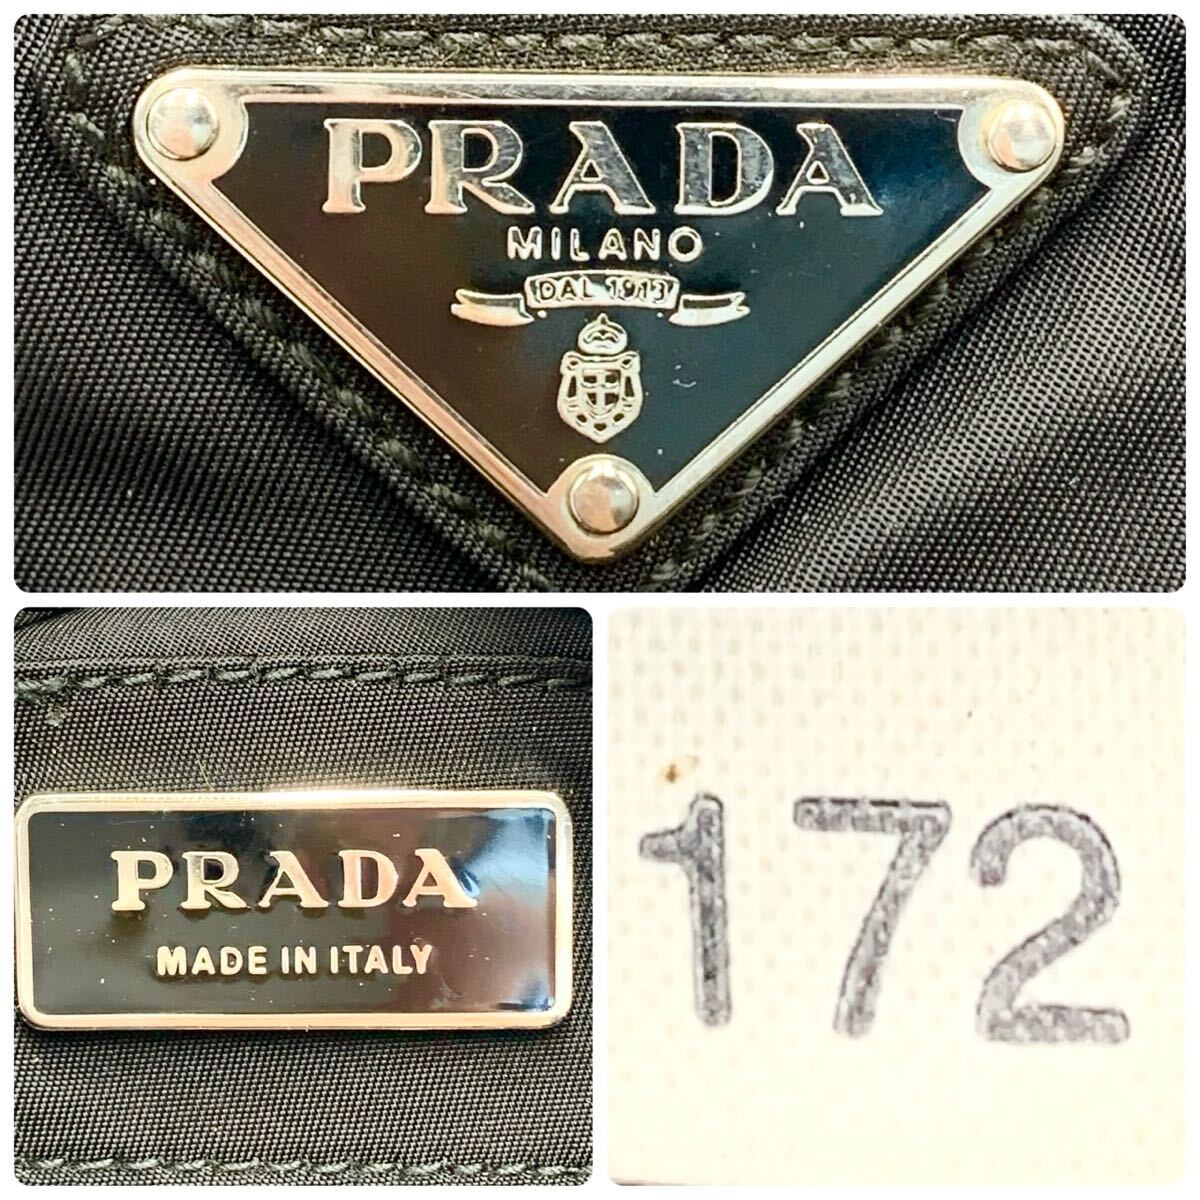 PRADA
MILANO
DAL 1913
PRADA
MADE IN ITALY
172